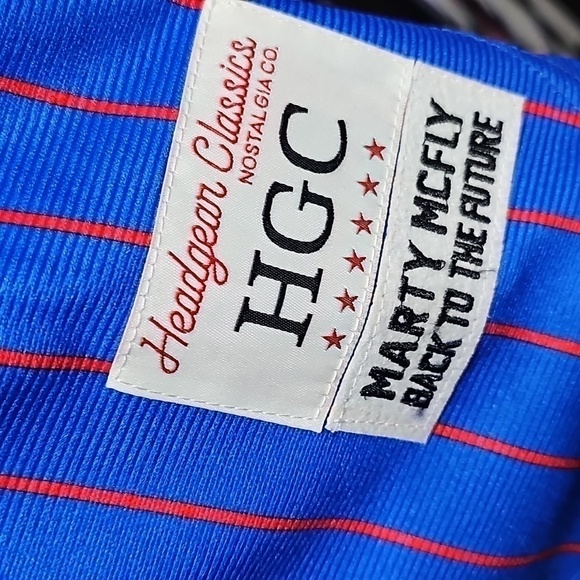 Headgear Classics
NOSTALGIA CO.
HGC
MARTY MCFLY
BACK TO THE FUTURE